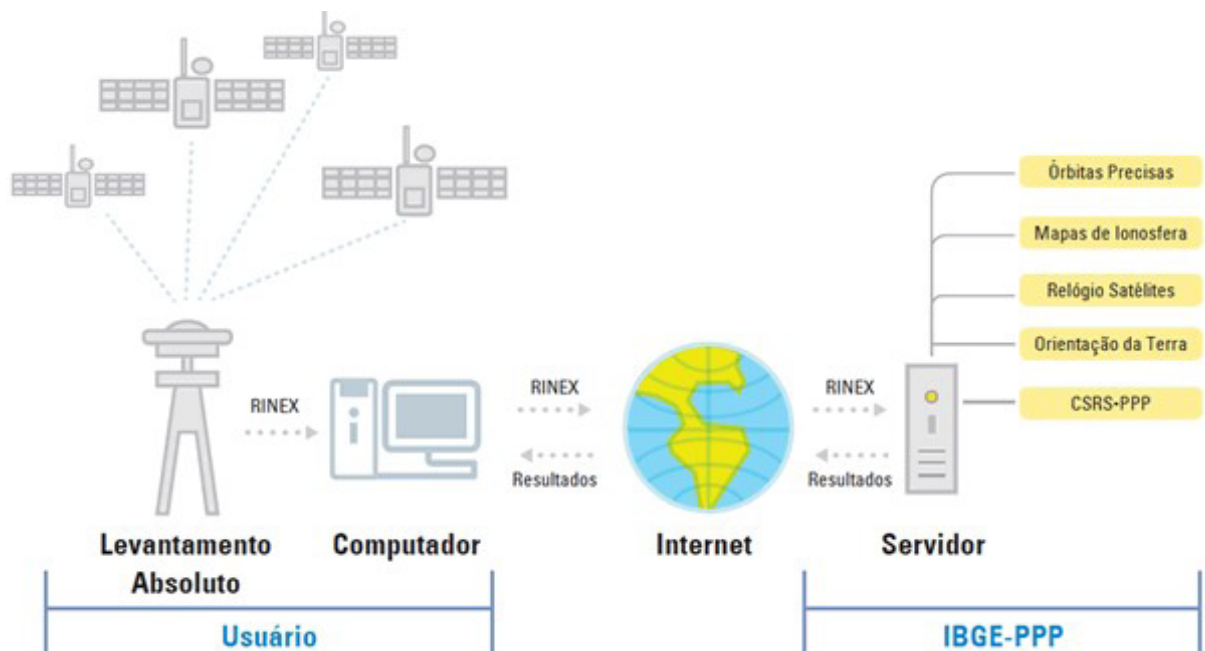 Órbitas Precisas
Mapas de Ionosfera
Relógio Satélites
Orientação da Terra
CSRS-PPP
RINEX
RINEX
RINEX
Resultados
Resultados
Levantamento
Absoluto
Computador
Internet
Servidor
Usuário
IBGE-PPP